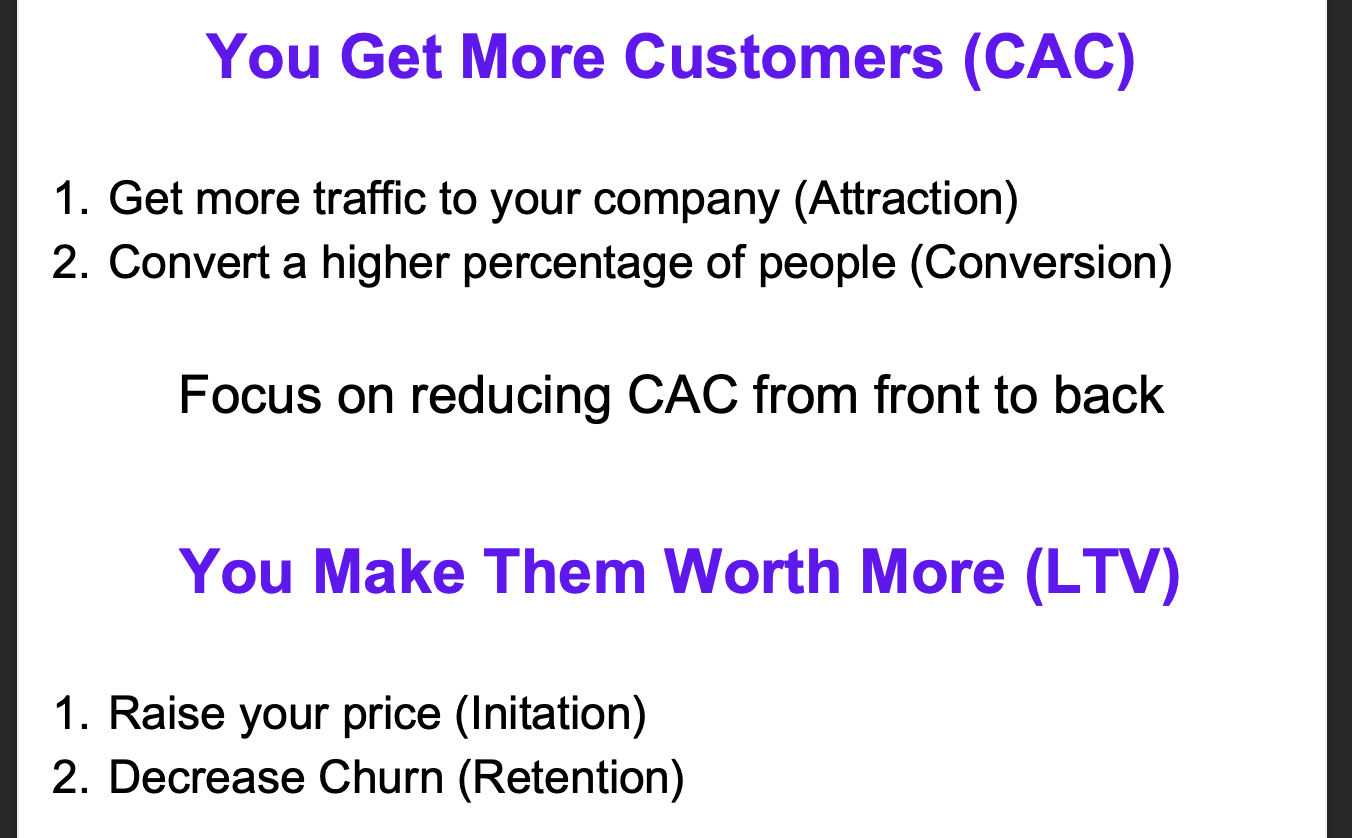 You Get More Customers (CAC)
1. Get more traffic to your company (Attraction)
2. Convert a higher percentage of people (Conversion)
Focus on reducing CAC from front to back
You Make Them Worth More (LTV)
1. Raise your price (Initation)
2. Decrease Churn (Retention)